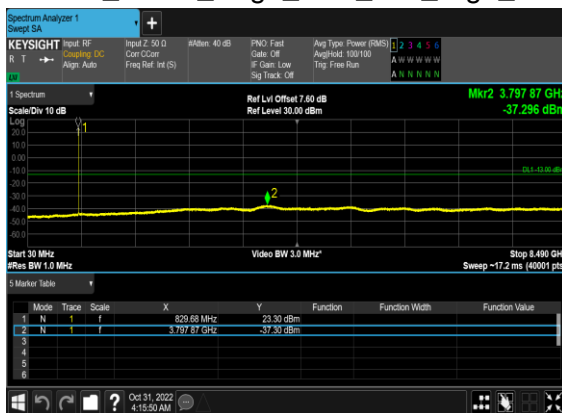 Spectrum Analyzer 1
Swept SA
KEYSIGHT
R T
Input: RF
Coupling: DC
Align: Auto
Input Z: 50 Ω
Corr CCorr
Freq Ref: Int (S)
#Atten: 40 dB
PNO: Fast
Gate: Off
IF Gain: Low
Sig Track: Off
Avg Type: Power (RMS)
Avg|Hold: 100/100
Trig: Free Run
1 2 3 4 5 6
A W W W W W
A N N N N N
1 Spectrum
Scale/Div 10 dB
Ref Lvl Offset 7.60 dB
Ref Level 30.00 dBm
Mkr2 3.797 87 GHz
-37.296 dBm
Log
20.0
10.0
0.00
-10.0
-20.0
-30.0
-40.0
-50.0
-60.0
1
2
DL1 -13.00 dBm
Start 30 MHz
#Res BW 1.0 MHz
Video BW 3.0 MHz*
Stop 8.490 GHz
Sweep ~17.2 ms (40001 pts)
5 Marker Table
Mode Trace Scale X Y Function Function Width Function Value
1 N 1 f 829.68 MHz 23.30 dBm
2 N 1 f 3.797 87 GHz -37.30 dBm
3
4
5
6
Oct 31, 2022
4:15:50 AM